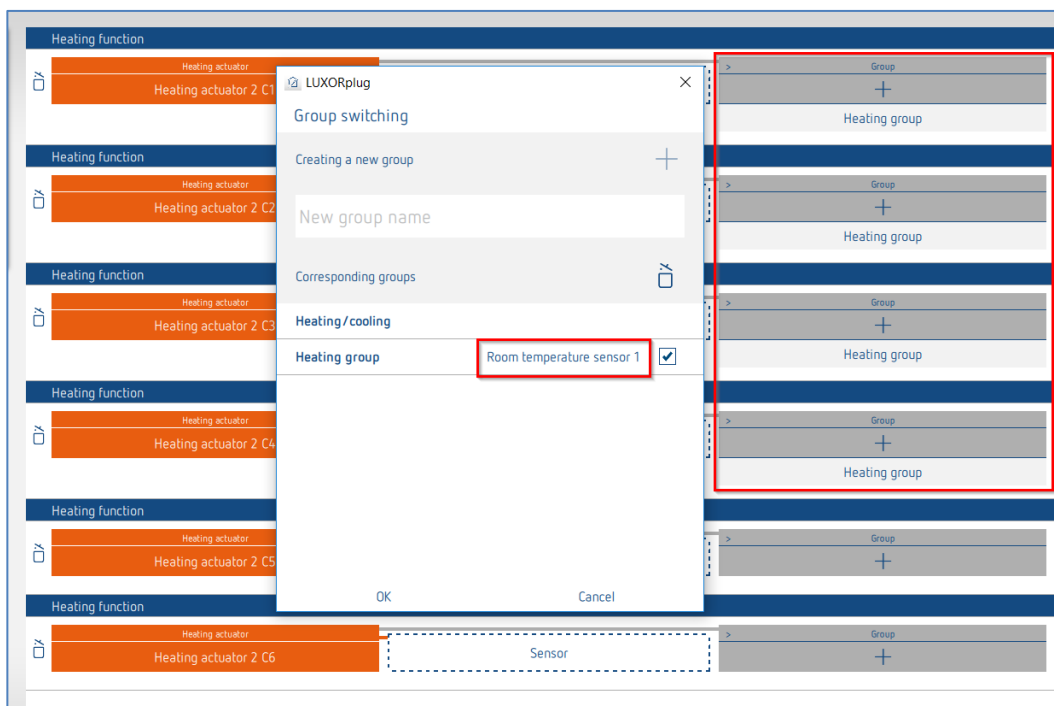 Heating function
Heating actuator
Heating actuator 2 C1
> Group
+
Heating group
Heating function
Heating actuator
Heating actuator 2 C2
> Group
+
Heating group
Heating function
Heating actuator
Heating actuator 2 C3
> Group
+
Heating group
Heating function
Heating actuator
Heating actuator 2 C4
> Group
+
Heating group
Heating function
Heating actuator
Heating actuator 2 C5
> Group
+
Heating function
Heating actuator
Heating actuator 2 C6
Sensor
> Group
+
LUXORplug
Group switching
Creating a new group
New group name
Corresponding groups
Heating/cooling
Heating group Room temperature sensor 1
OK Cancel